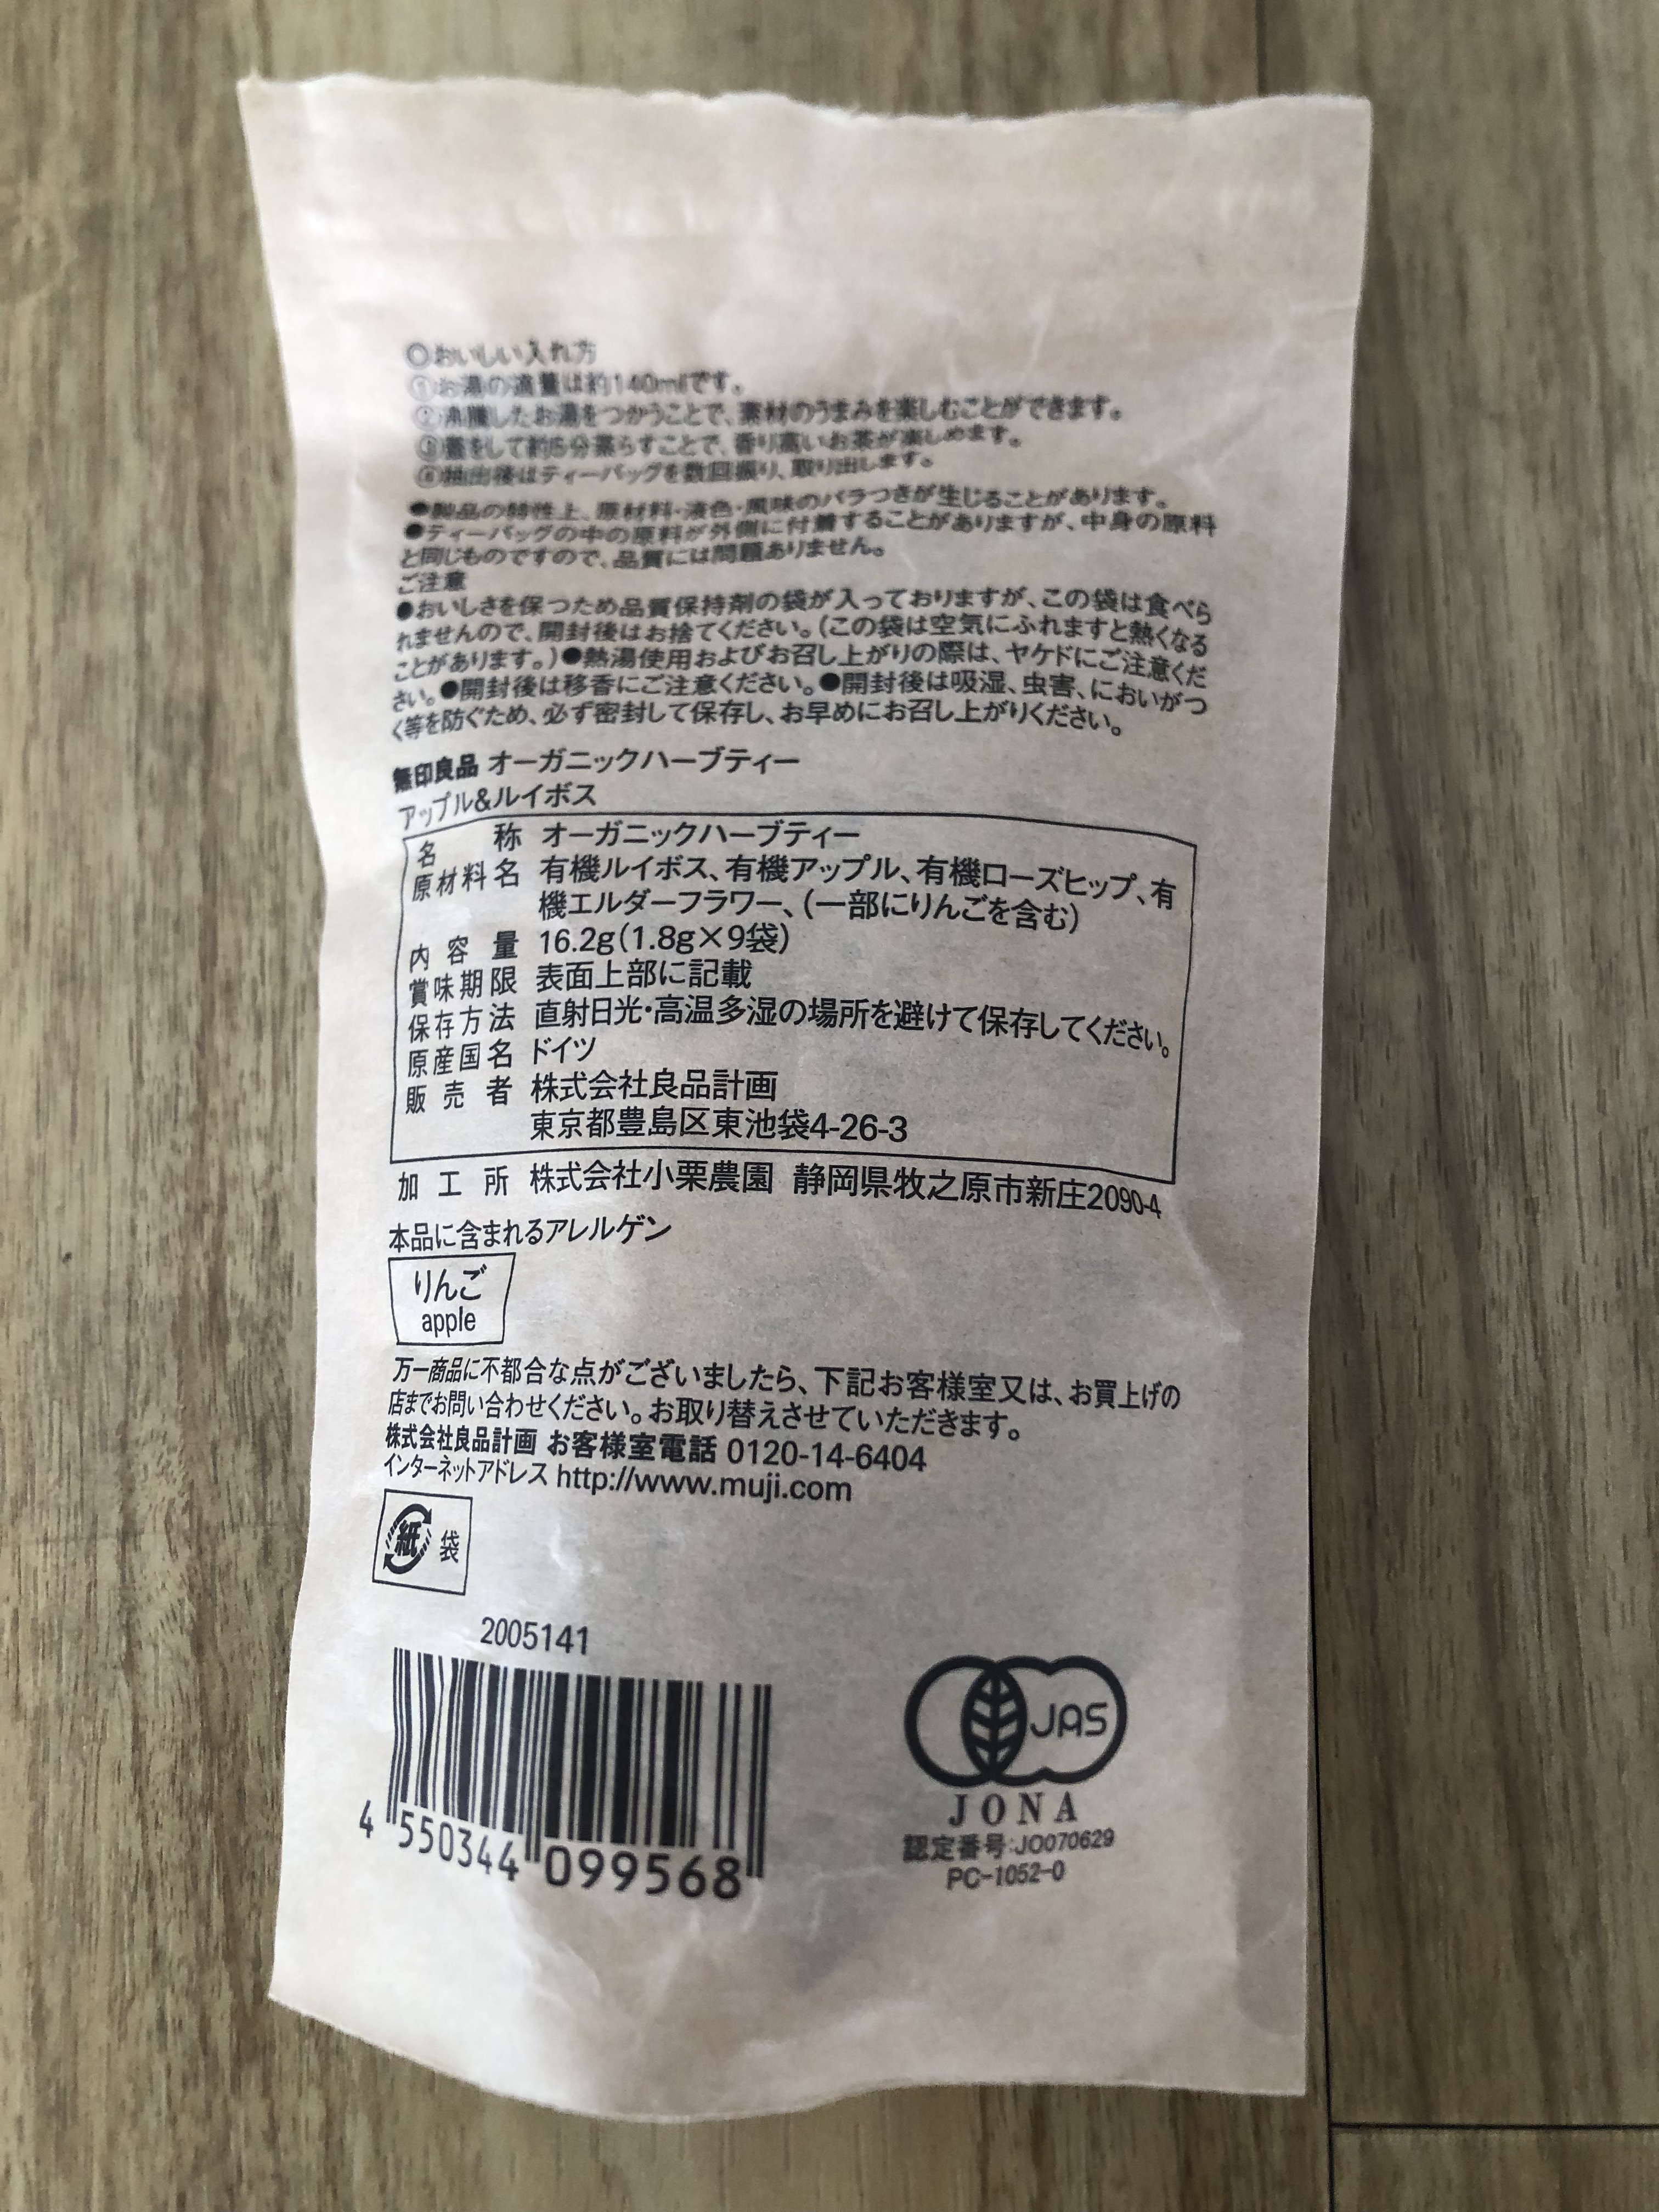 ○おいしい入れ方
①お湯の適量は約140mlです。
②沸騰したお湯をつかうことで、素材のうまみを楽しむことができます。
③蓋をして約5分蒸らすことで、香り高いお茶が楽しめます。
④抽出後はティーバッグを数回振り、取り出します。
●製品の特性上、原材料・液色・風味のバラつきが生じることがあります。
●ティーバッグの中の原料が外側に付着することがありますが、中身の原料
と同じものですので、品質には問題ありません。
ご注意
●おいしさを保つため品質保持剤の袋が入っておりますが、この袋は食べら
れませんので、開封後はお捨てください。(この袋は空気にふれますと熱くなる
ことがあります。)●熱湯使用およびお召し上がりの際は、ヤケドにご注意くだ
さい。●開封後は移香にご注意ください。●開封後は吸湿、虫害、においがつ
く等を防ぐため、必ず密封して保存し、お早めにお召し上がりください。
無印良品 オーガニックハーブティー
アップル&ルイボス
名称 オーガニックハーブティー
原材料名 有機ルイボス、有機アップル、有機ローズヒップ、有
機エルダーフラワー、(一部にりんごを含む)
内容量 16.2g(1.8g×9袋)
賞味期限 表面上部に記載
保存方法 直射日光・高温多湿の場所を避けて保存してください。
原産国名 ドイツ
販売者 株式会社良品計画
東京都豊島区東池袋4-26-3
加工所 株式会社小栗農園 静岡県牧之原市新庄2090-4
本品に含まれるアレルゲン
りんご
apple
万一商品に不都合な点がございましたら、下記お客様室又は、お買上げの
店までお問い合わせください。お取り替えさせていただきます。
株式会社良品計画 お客様室電話 0120-14-6404
インターネットアドレス http://www.muji.com
紙 袋
2005141
4 550344 099568
JAS
JONA
認定番号:JO070629
PC-1052-0